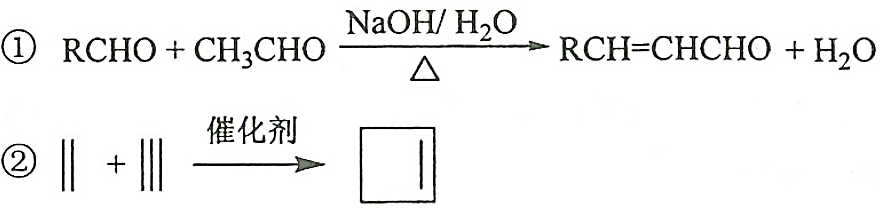 ① RCHO + CH₃CHO NaOH/ H₂O △ RCH=CHCHO + H₂O
② + 催化剂